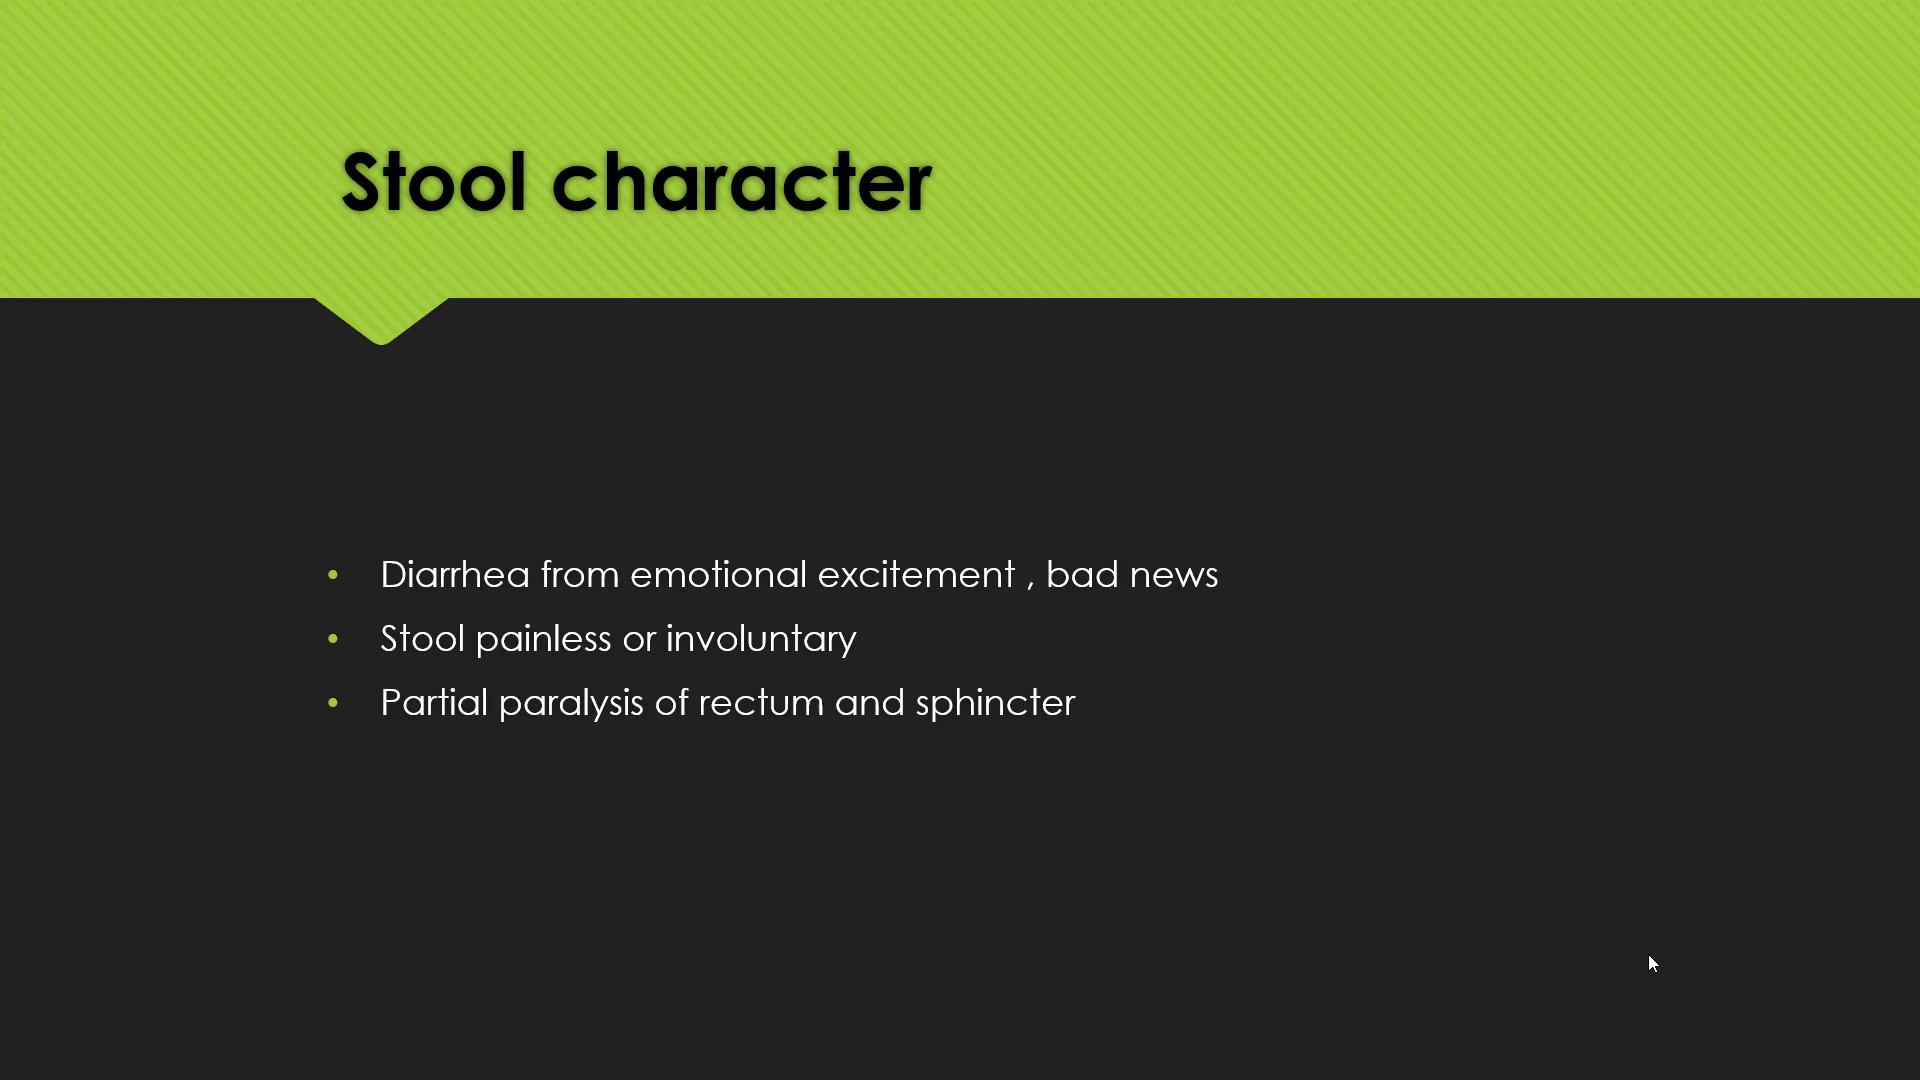 Stool character
• Diarrhea from emotional excitement , bad news
• Stool painless or involuntary
• Partial paralysis of rectum and sphincter